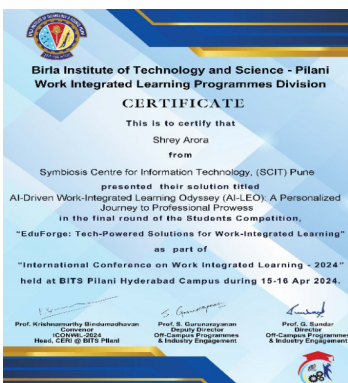 Birla Institute of Technology and Science - Pilani
Work Integrated Learning Programmes Division
CERTIFICATE
This is to certify that
Shrey Arora
from
Symbiosis Centre for Information Technology, (SCIT) Pune
presented their solution titled
AI-Driven Work-Integrated Learning Odyssey (AI-LEO): A Personalized
Journey to Professional Prowess
in the final round of the Students Competition,
"EduForge: Tech-Powered Solutions for Work-Integrated Learning"
as part of
"International Conference on Work Integrated Learning - 2024"
held at BITS Pilani Hyderabad Campus during 15-16 Apr 2024.
Prof. Krishnamurthy Bindumadhavan
Convenor
ICONWIL-2024
Head, CERI @ BITS Pilani
Prof. S. Gurunarayanan
Deputy Director
Off-Campus Programmes
& Industry Engagement
Prof. G. Sundar
Director
Off-Campus Programmes
& Industry Engagement